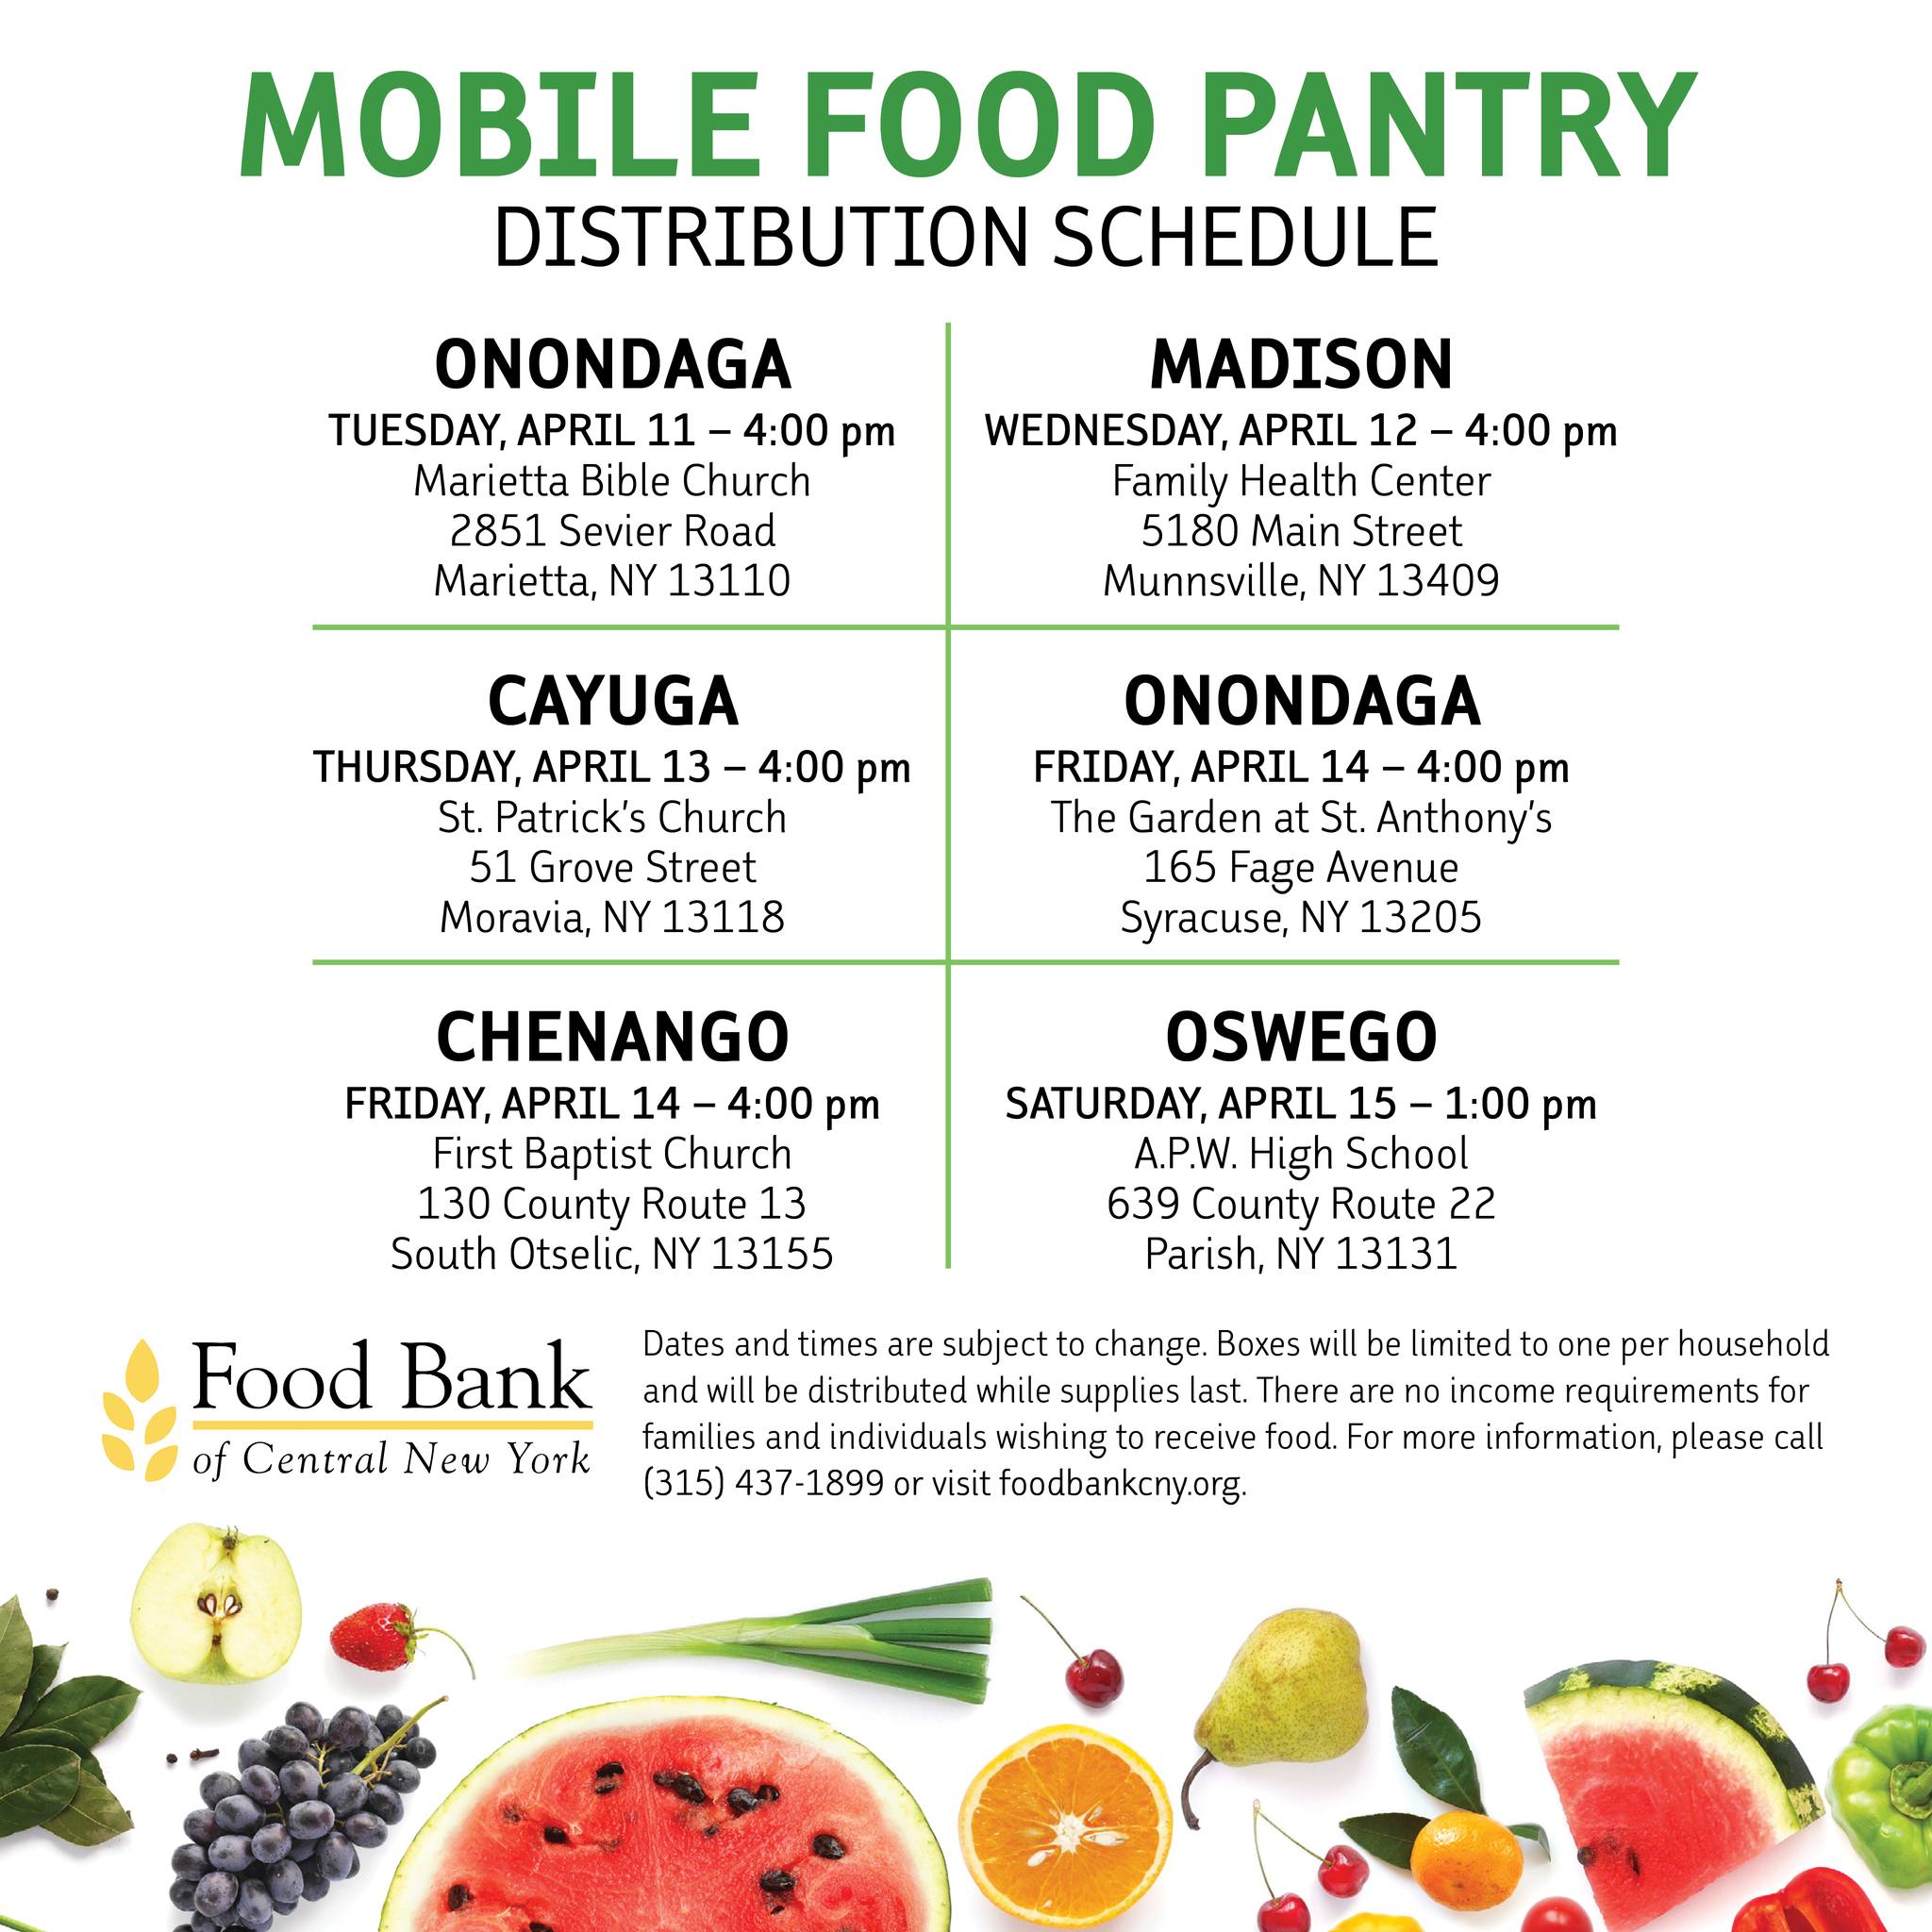 MOBILE FOOD PANTRY
DISTRIBUTION SCHEDULE
ONONDAGA
TUESDAY, APRIL 11 – 4:00 pm
Marietta Bible Church
2851 Sevier Road
Marietta, NY 13110
MADISON
WEDNESDAY, APRIL 12 – 4:00 pm
Family Health Center
5180 Main Street
Munnsville, NY 13409
CAYUGA
THURSDAY, APRIL 13 – 4:00 pm
St. Patrick’s Church
51 Grove Street
Moravia, NY 13118
ONONDAGA
FRIDAY, APRIL 14 – 4:00 pm
The Garden at St. Anthony’s
165 Fage Avenue
Syracuse, NY 13205
CHENANGO
FRIDAY, APRIL 14 – 4:00 pm
First Baptist Church
130 County Route 13
South Otselic, NY 13155
OSWEGO
SATURDAY, APRIL 15 – 1:00 pm
A.P.W. High School
639 County Route 22
Parish, NY 13131
Food Bank
of Central New York
Dates and times are subject to change. Boxes will be limited to one per household
and will be distributed while supplies last. There are no income requirements for
families and individuals wishing to receive food. For more information, please call
(315) 437-1899 or visit foodbankcny.org.